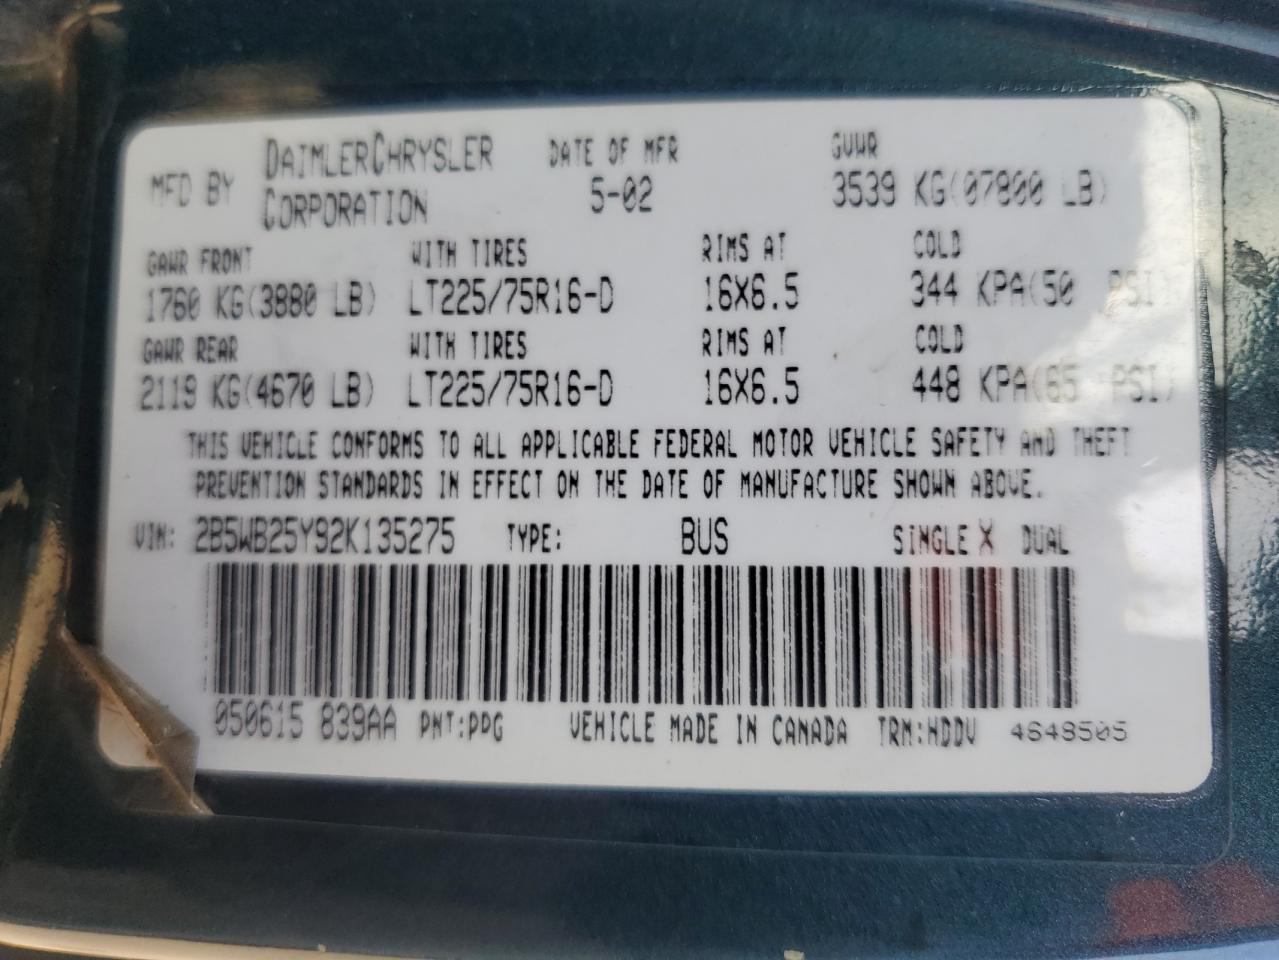 MFD BY DAIMLERCHRYSLER CORPORATION DATE OF MFR 5-02 GVWR 3539 KG(07800 LB)
GAWR FRONT WITH TIRES RIMS AT COLD
1760 KG(3880 LB) LT225/75R16-D 16X6.5 344 KPA(50 PSI)
GAWR REAR WITH TIRES RIMS AT COLD
2119 KG(4670 LB) LT225/75R16-D 16X6.5 448 KPA(65 PSI)
THIS VEHICLE CONFORMS TO ALL APPLICABLE FEDERAL MOTOR VEHICLE SAFETY AND THEFT
PREVENTION STANDARDS IN EFFECT ON THE DATE OF MANUFACTURE SHOWN ABOVE.
VIN: 2B5WB25Y92K135275 TYPE: BUS SINGLE X DUAL
050615 839AA PNT:PPG VEHICLE MADE IN CANADA TRM:HDDV 4648505